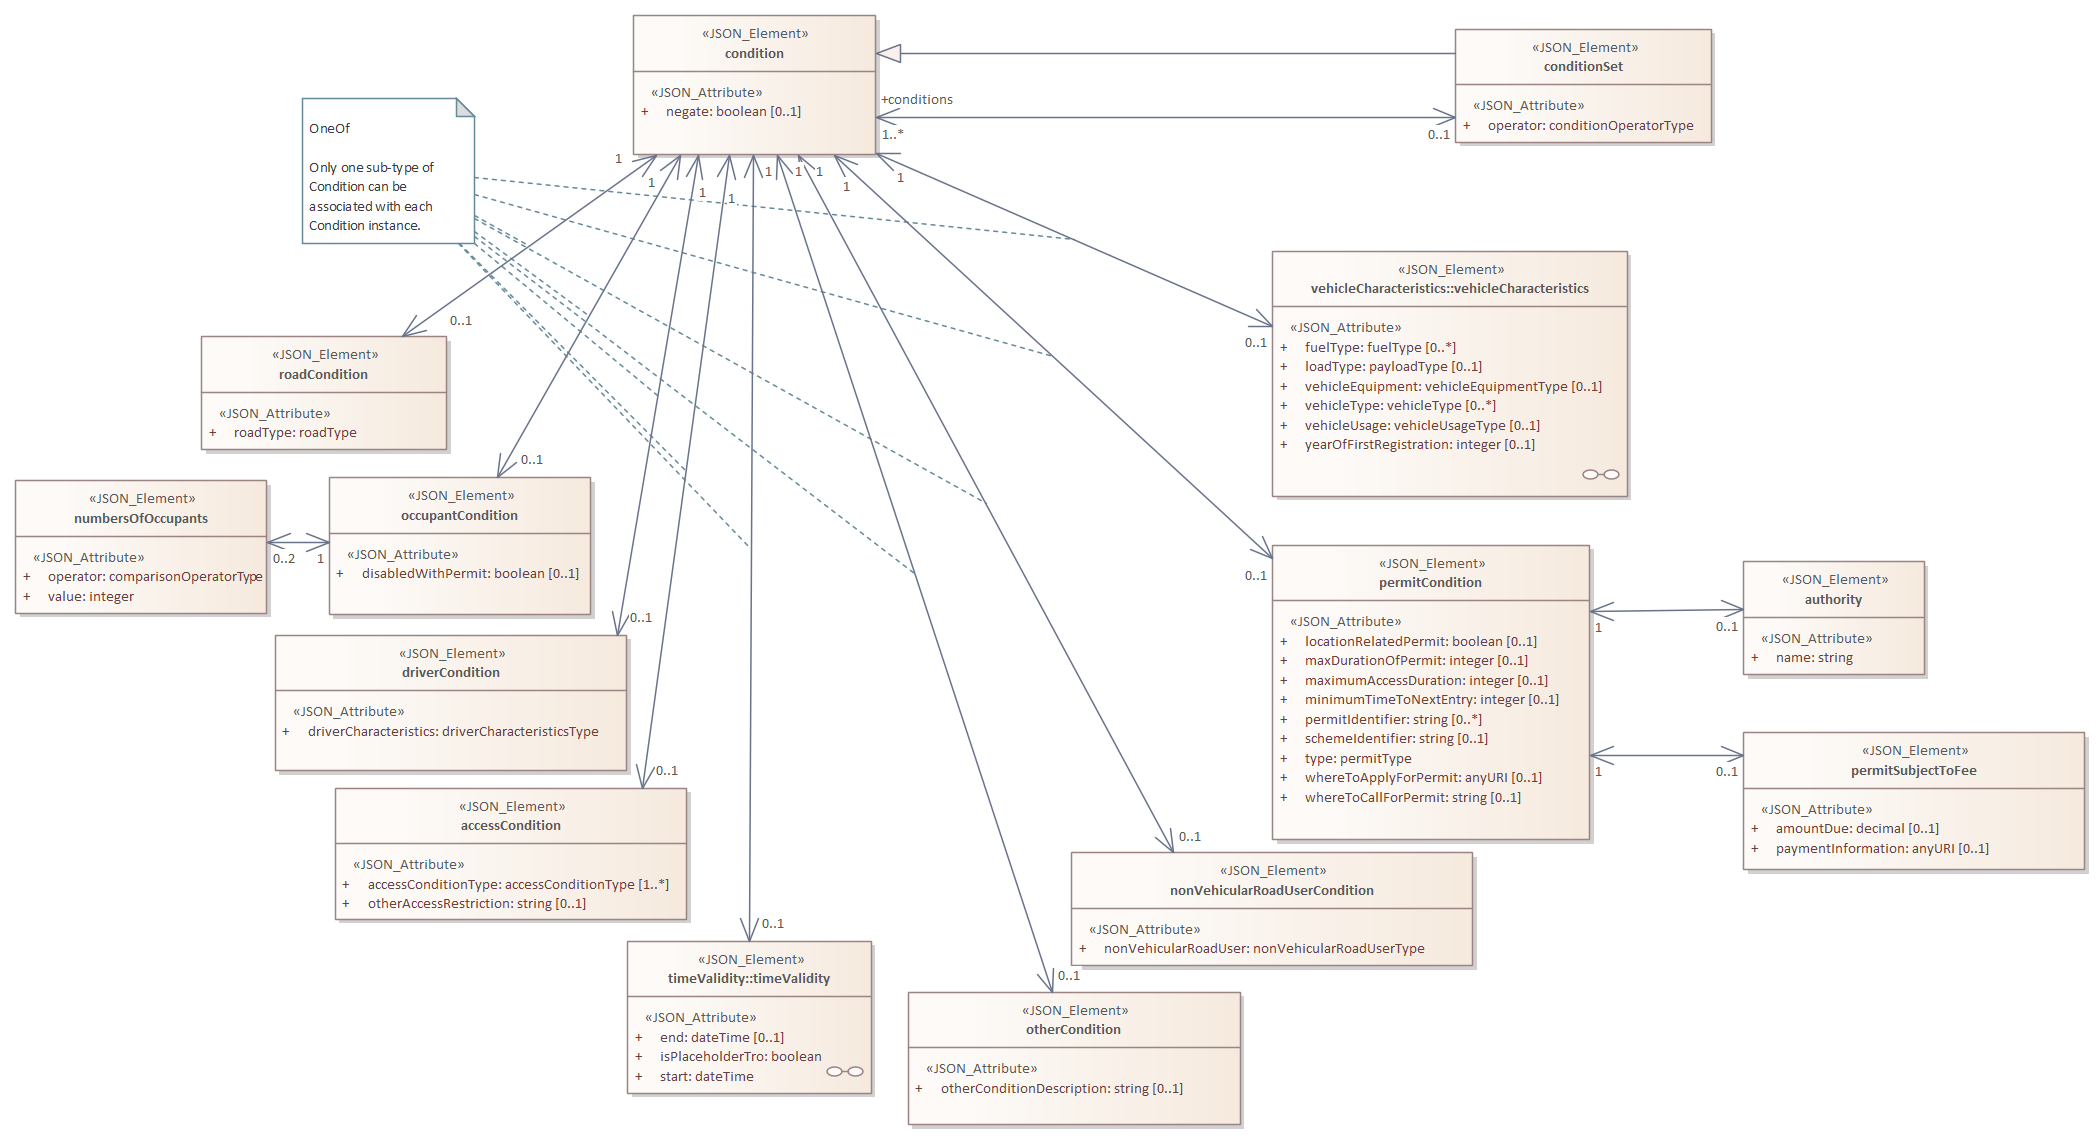 «JSON_Element»
condition
«JSON_Attribute»
+ negate: boolean [0..1]
«JSON_Element»
conditionSet
«JSON_Attribute»
+ operator: conditionOperatorType
+conditions
1..*
0..1
OneOf
Only one sub-type of
Condition can be
associated with each
Condition instance.
1
1
1
1
1
1
1
1
1
0..1
«JSON_Element»
roadCondition
«JSON_Attribute»
+ roadType: roadType
«JSON_Element»
vehicleCharacteristics::vehicleCharacteristics
«JSON_Attribute»
+ fuelType: fuelType [0..*]
+ loadType: payloadType [0..1]
+ vehicleEquipment: vehicleEquipmentType [0..1]
+ vehicleType: vehicleType [0..*]
+ vehicleUsage: vehicleUsageType [0..1]
+ yearOfFirstRegistration: integer [0..1]
0..1
0..1
«JSON_Element»
numbersOfOccupants
«JSON_Attribute»
+ operator: comparisonOperatorType
+ value: integer
0..2
1
«JSON_Element»
occupantCondition
«JSON_Attribute»
+ disabledWithPermit: boolean [0..1]
0..1
«JSON_Element»
driverCondition
«JSON_Attribute»
+ driverCharacteristics: driverCharacteristicsType
0..1
«JSON_Element»
permitCondition
«JSON_Attribute»
+ locationRelatedPermit: boolean [0..1]
+ maxDurationOfPermit: integer [0..1]
+ maximumAccessDuration: integer [0..1]
+ minimumTimeToNextEntry: integer [0..1]
+ permitIdentifier: string [0..*]
+ schemeIdentifier: string [0..1]
+ type: permitType
+ whereToApplyForPermit: anyURI [0..1]
+ whereToCallForPermit: string [0..1]
1
0..1
«JSON_Element»
authority
«JSON_Attribute»
+ name: string
1
0..1
«JSON_Element»
permitSubjectToFee
«JSON_Attribute»
+ amountDue: decimal [0..1]
+ paymentInformation: anyURI [0..1]
0..1
«JSON_Element»
accessCondition
«JSON_Attribute»
+ accessConditionType: accessConditionType [1..*]
+ otherAccessRestriction: string [0..1]
0..1
«JSON_Element»
nonVehicularRoadUserCondition
«JSON_Attribute»
+ nonVehicularRoadUser: nonVehicularRoadUserType
0..1
«JSON_Element»
timeValidity::timeValidity
«JSON_Attribute»
+ end: dateTime [0..1]
+ isPlaceholderTro: boolean
+ start: dateTime
0..1
«JSON_Element»
otherCondition
«JSON_Attribute»
+ otherConditionDescription: string [0..1]